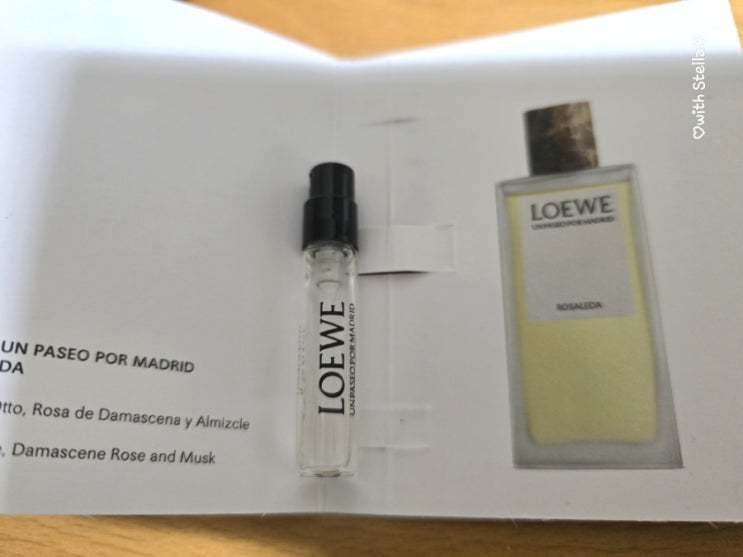 UN PASEO POR MADRID
DA
Otto, Rosa de Damascena y Almizcle
e, Damascene Rose and Musk
LOEWE
UN PASEO POR MADRID
LOEWE
UN PASEO POR MADRID
ROSALEDA
♡with Stella♡